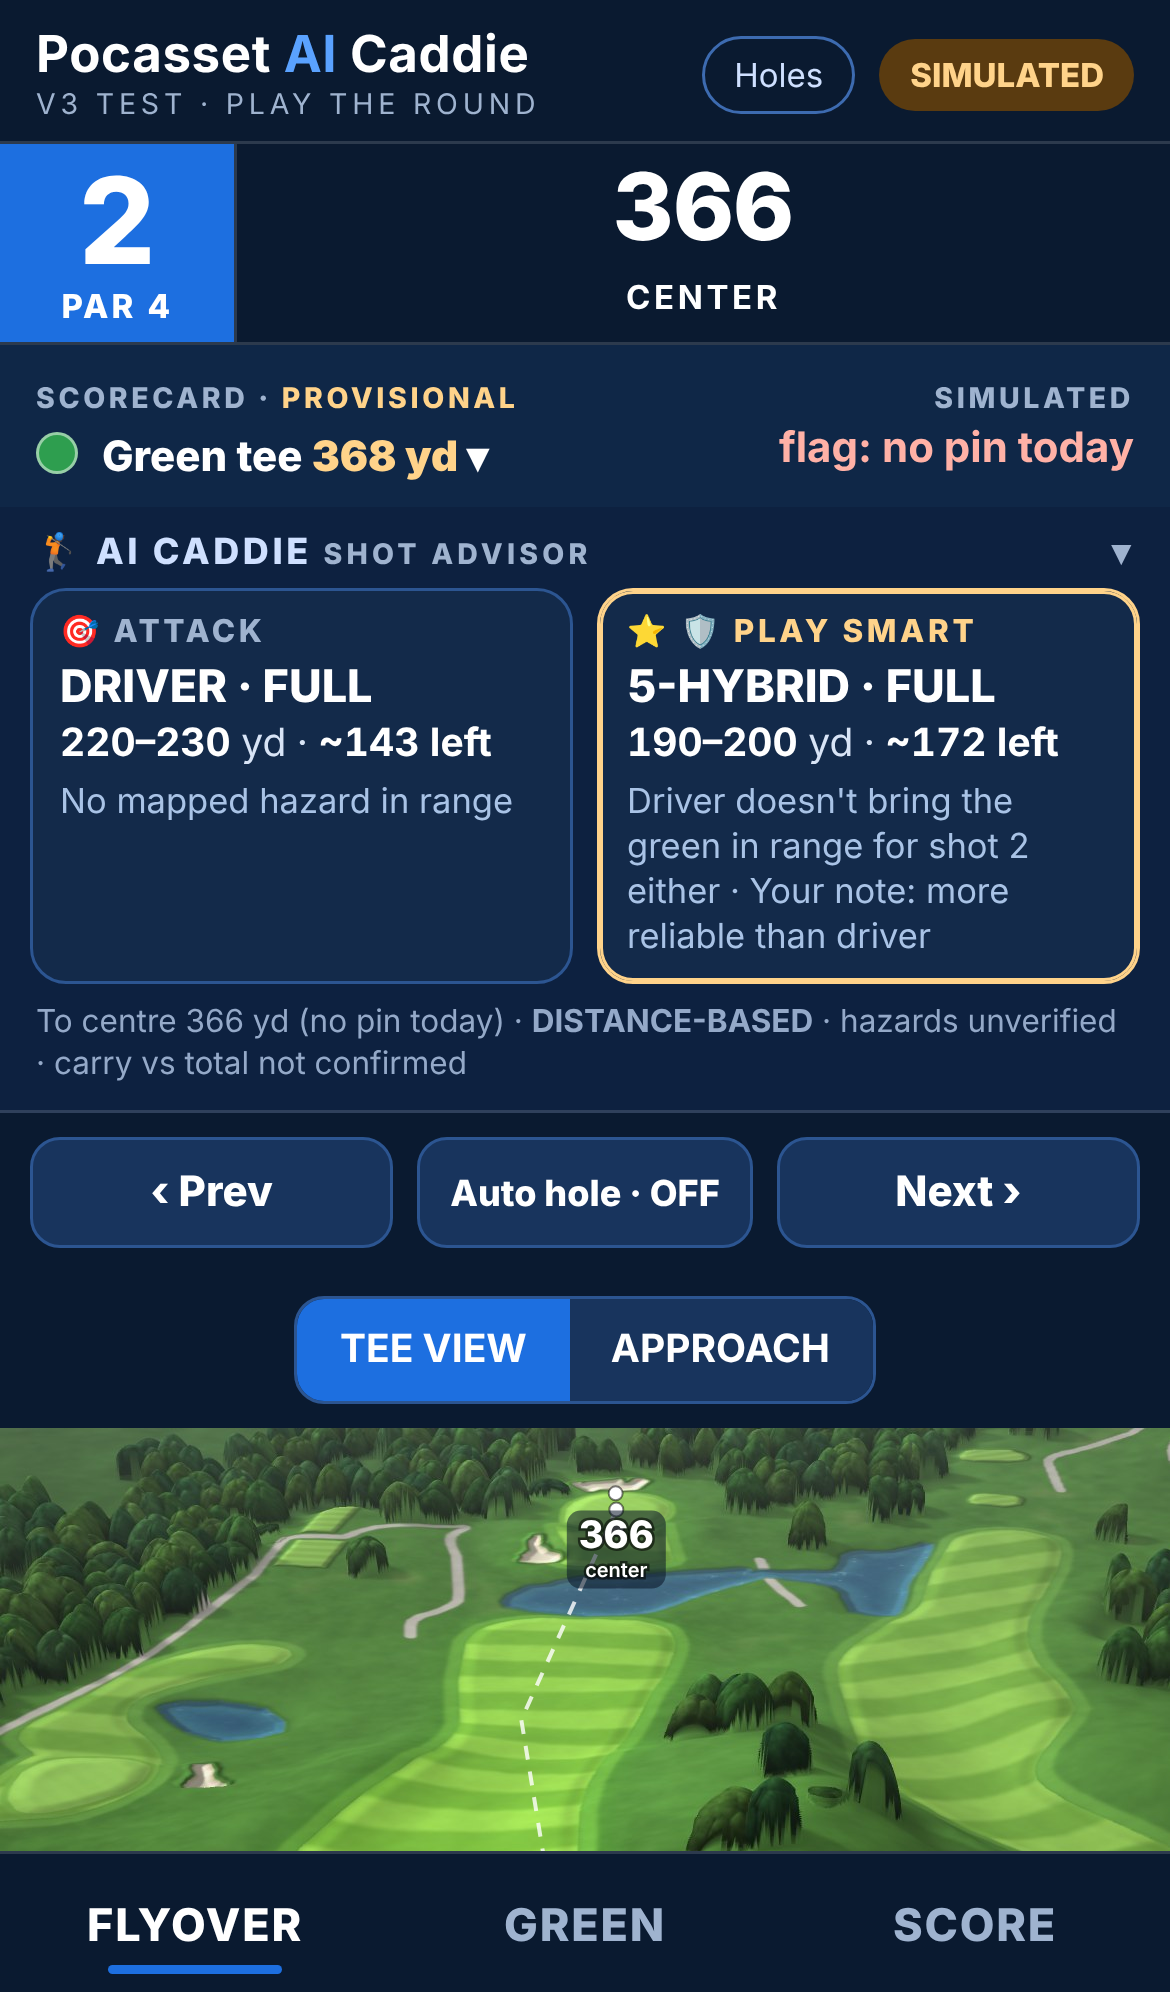 Pocasset AI Caddie
V3 TEST · PLAY THE ROUND
Holes
SIMULATED
2
PAR 4
366
CENTER
SCORECARD · PROVISIONAL
Green tee 368 yd ▼
SIMULATED
flag: no pin today
AI CADDIE SHOT ADVISOR ▼
ATTACK
DRIVER · FULL
220–230 yd · ~143 left
No mapped hazard in range
PLAY SMART
5-HYBRID · FULL
190–200 yd · ~172 left
Driver doesn't bring the
green in range for shot 2
either · Your note: more
reliable than driver
To centre 366 yd (no pin today) · DISTANCE-BASED · hazards unverified
· carry vs total not confirmed
‹ Prev
Auto hole · OFF
Next ›
TEE VIEW
APPROACH
366
center
FLYOVER
GREEN
SCORE